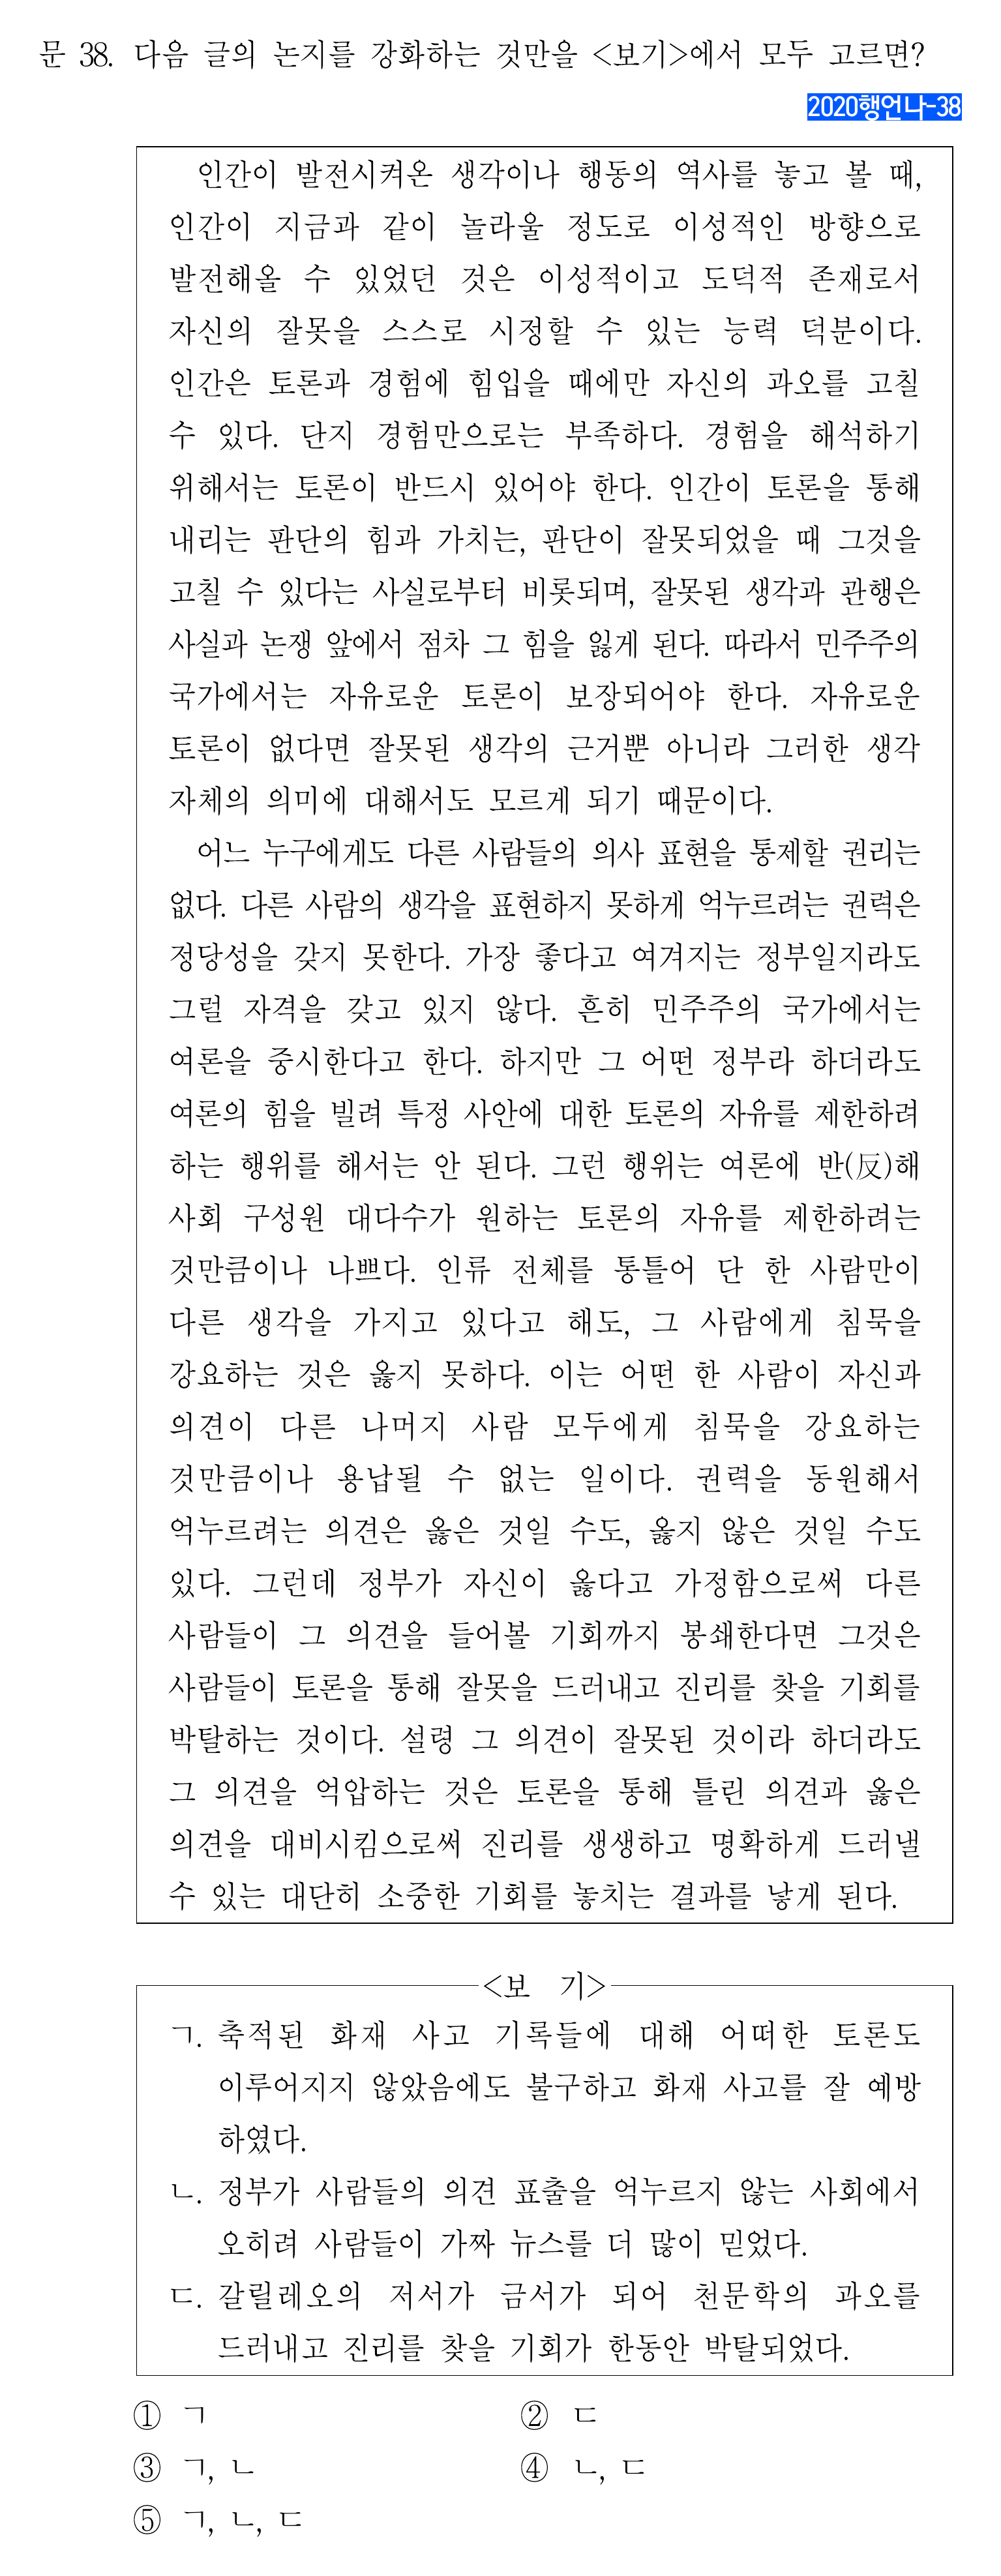 문 38. 다음 글의 논지를 강화하는 것만을 <보기>에서 모두 고르면?
2020행언나-38
인간이 발전시켜온 생각이나 행동의 역사를 놓고 볼 때,
인간이 지금과 같이 놀라울 정도로 이성적인 방향으로
발전해올 수 있었던 것은 이성적이고 도덕적 존재로서
자신의 잘못을 스스로 시정할 수 있는 능력 덕분이다.
인간은 토론과 경험에 힘입을 때에만 자신의 과오를 고칠
수 있다. 단지 경험만으로는 부족하다. 경험을 해석하기
위해서는 토론이 반드시 있어야 한다. 인간이 토론을 통해
내리는 판단의 힘과 가치는, 판단이 잘못되었을 때 그것을
고칠 수 있다는 사실로부터 비롯되며, 잘못된 생각과 관행은
사실과 논쟁 앞에서 점차 그 힘을 잃게 된다. 따라서 민주주의
국가에서는 자유로운 토론이 보장되어야 한다. 자유로운
토론이 없다면 잘못된 생각의 근거뿐 아니라 그러한 생각
자체의 의미에 대해서도 모르게 되기 때문이다.
어느 누구에게도 다른 사람들의 의사 표현을 통제할 권리는
없다. 다른 사람의 생각을 표현하지 못하게 억누르려는 권력은
정당성을 갖지 못한다. 가장 좋다고 여겨지는 정부일지라도
그럴 자격을 갖고 있지 않다. 흔히 민주주의 국가에서는
여론을 중시한다고 한다. 하지만 그 어떤 정부라 하더라도
여론의 힘을 빌려 특정 사안에 대한 토론의 자유를 제한하려
하는 행위를 해서는 안 된다. 그런 행위는 여론에 반(反)해
사회 구성원 대다수가 원하는 토론의 자유를 제한하려는
것만큼이나 나쁘다. 인류 전체를 통틀어 단 한 사람만이
다른 생각을 가지고 있다고 해도, 그 사람에게 침묵을
강요하는 것은 옳지 못하다. 이는 어떤 한 사람이 자신과
의견이 다른 나머지 사람 모두에게 침묵을 강요하는
것만큼이나 용납될 수 없는 일이다. 권력을 동원해서
억누르려는 의견은 옳은 것일 수도, 옳지 않은 것일 수도
있다. 그런데 정부가 자신이 옳다고 가정함으로써 다른
사람들이 그 의견을 들어볼 기회까지 봉쇄한다면 그것은
사람들이 토론을 통해 잘못을 드러내고 진리를 찾을 기회를
박탈하는 것이다. 설령 그 의견이 잘못된 것이라 하더라도
그 의견을 억압하는 것은 토론을 통해 틀린 의견과 옳은
의견을 대비시킴으로써 진리를 생생하고 명확하게 드러낼
수 있는 대단히 소중한 기회를 놓치는 결과를 낳게 된다.
<보 기>
ㄱ. 축적된 화재 사고 기록들에 대해 어떠한 토론도
이루어지지 않았음에도 불구하고 화재 사고를 잘 예방
하였다.
ㄴ. 정부가 사람들의 의견 표출을 억누르지 않는 사회에서
오히려 사람들이 가짜 뉴스를 더 많이 믿었다.
ㄷ. 갈릴레오의 저서가 금서가 되어 천문학의 과오를
드러내고 진리를 찾을 기회가 한동안 박탈되었다.
① ㄱ ② ㄷ
③ ㄱ, ㄴ ④ ㄴ, ㄷ
⑤ ㄱ, ㄴ, ㄷ